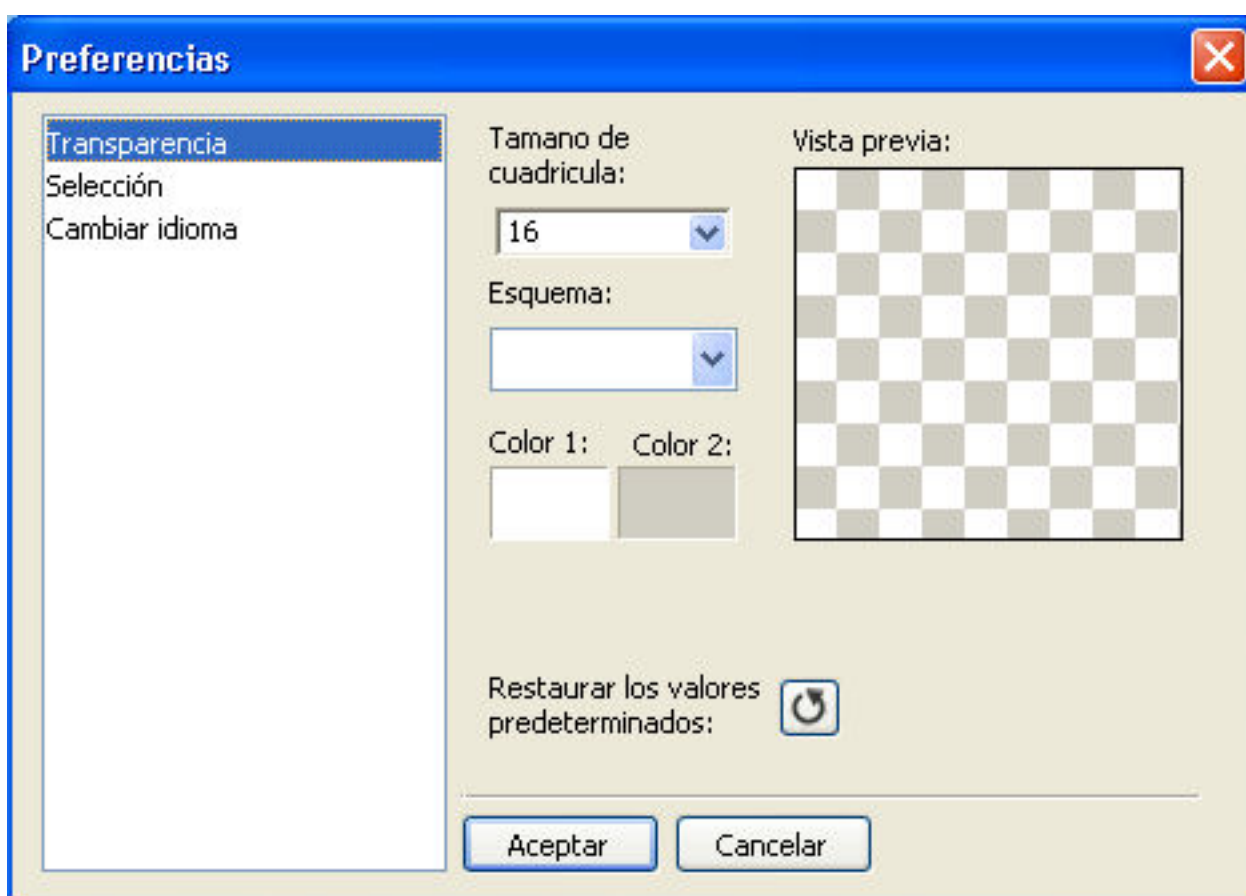 Preferencias
Transparencia
Selección
Cambiar idioma
Tamano de
cuadricula:
16
Esquema:
Color 1:
Color 2:
Vista previa:
Restaurar los valores
predeterminados:
Aceptar
Cancelar